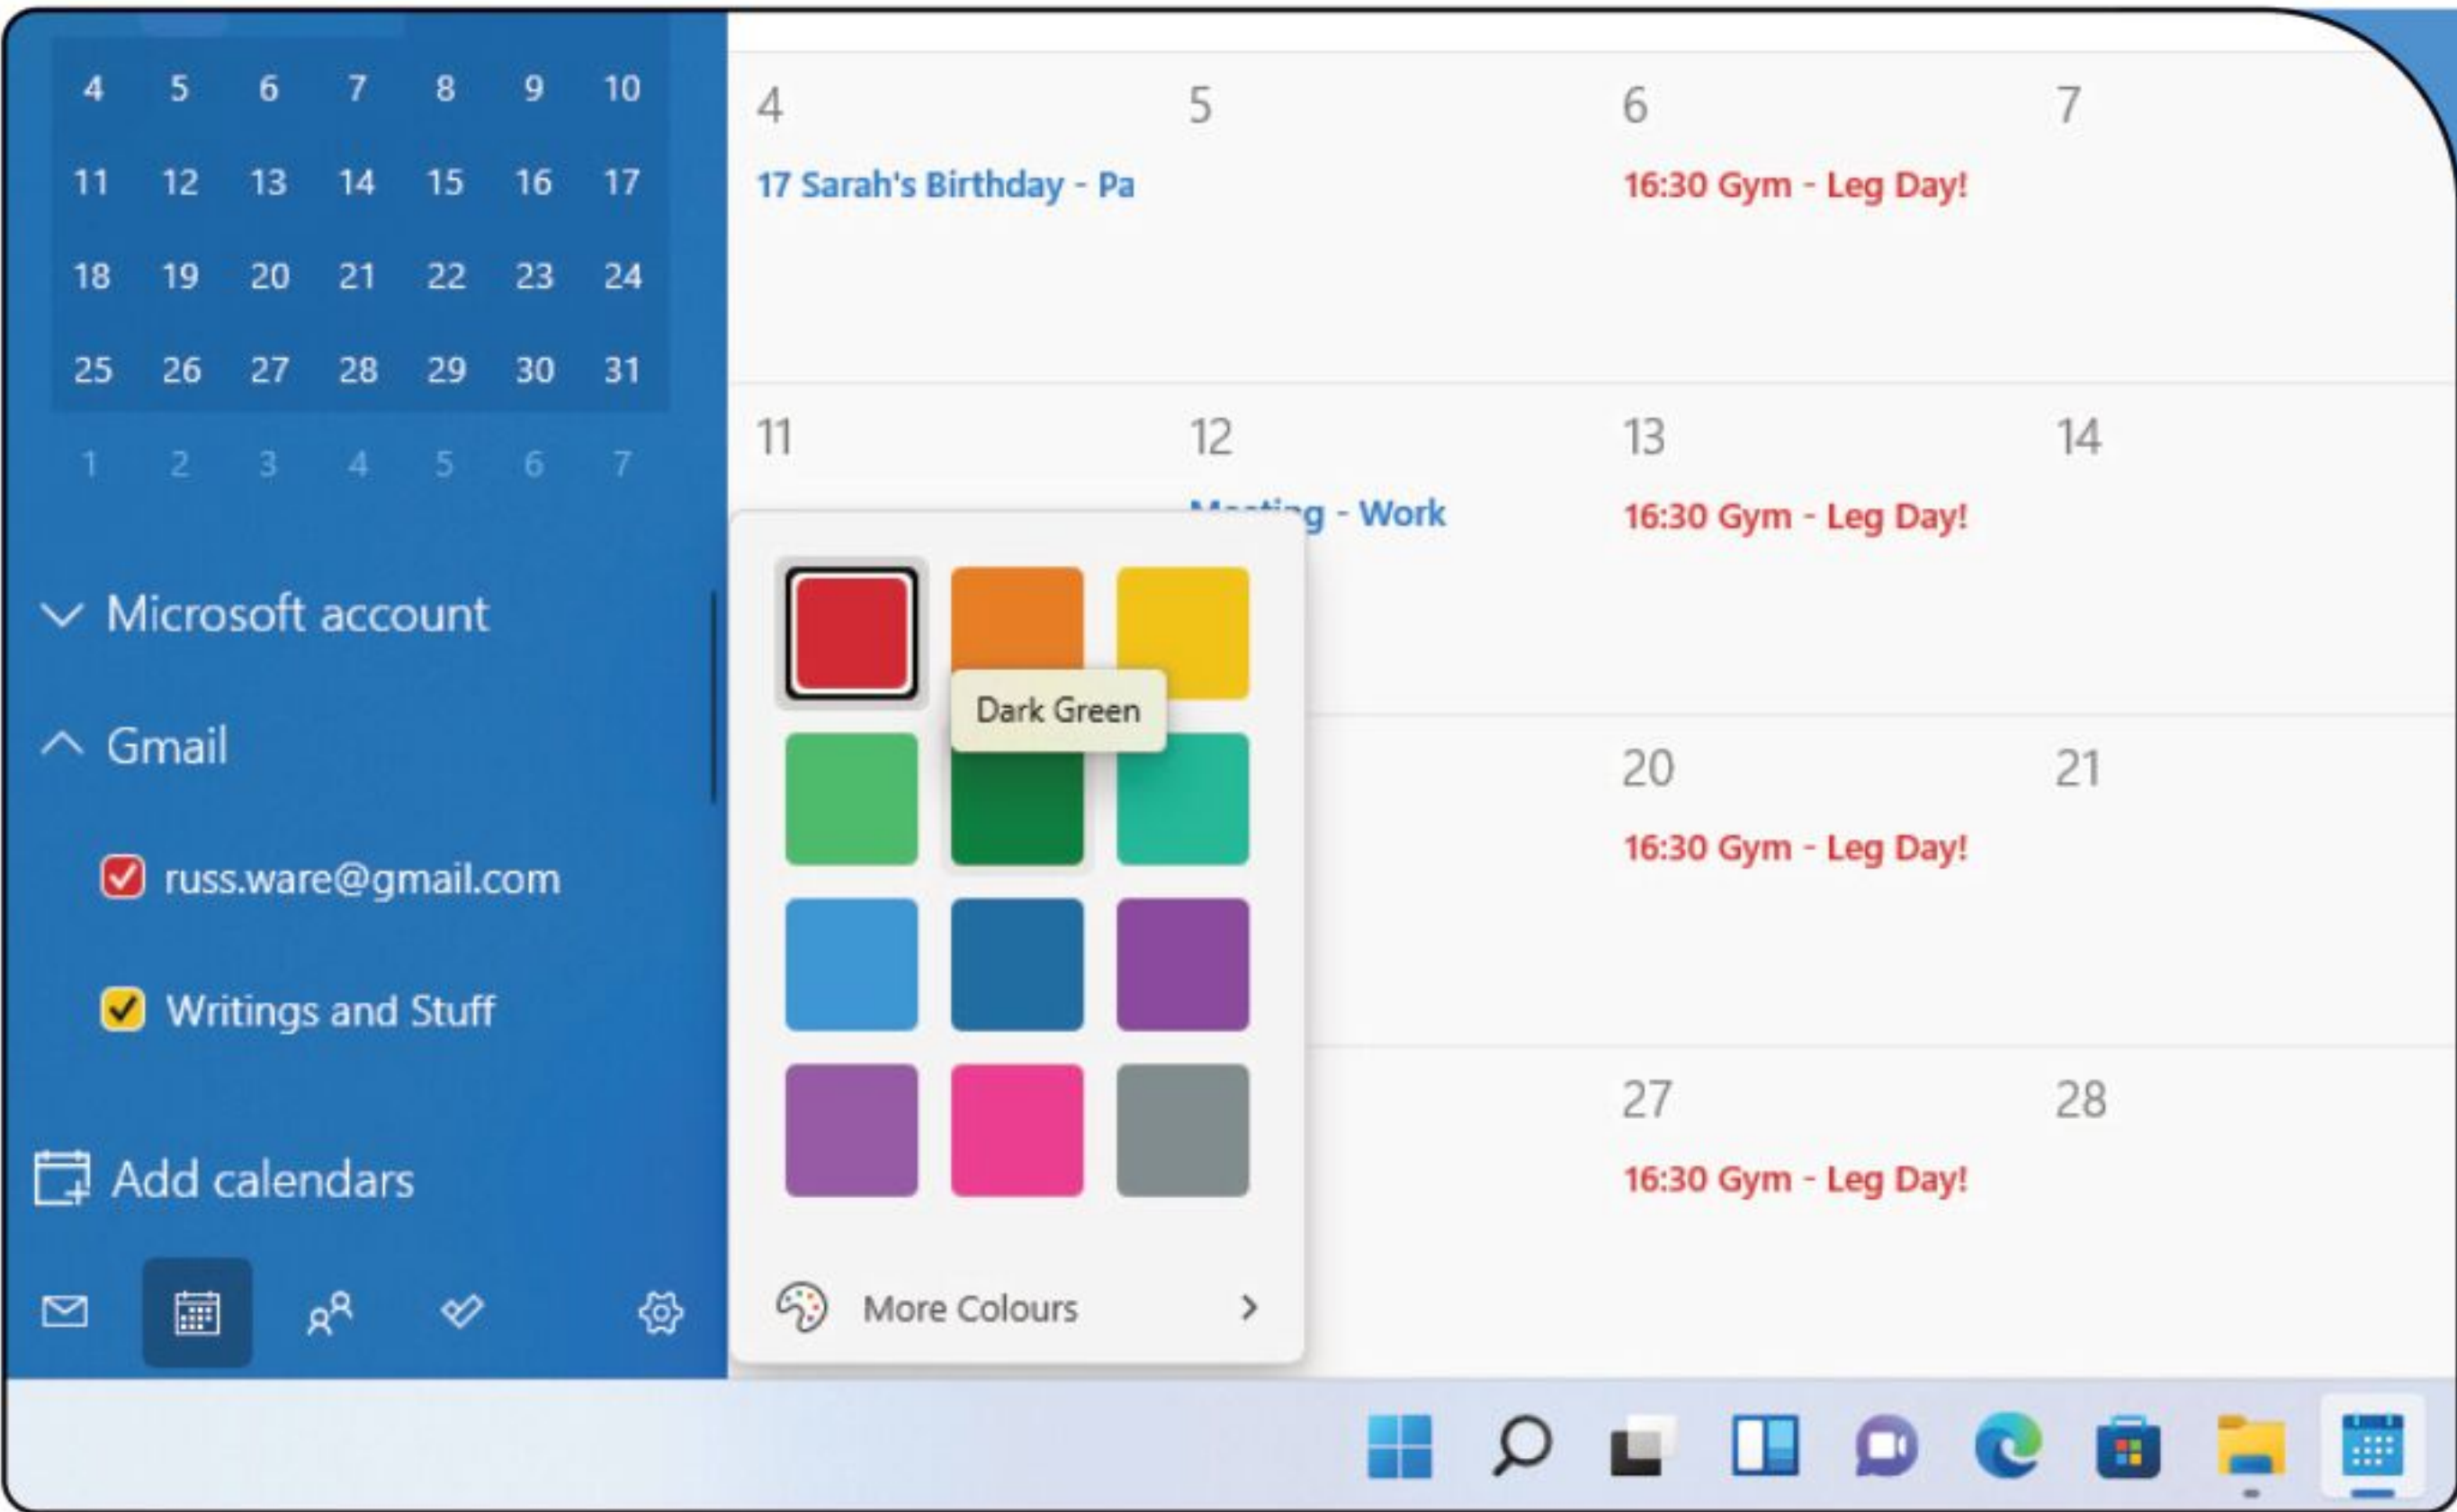 4 5 6 7 8 9 10
11 12 13 14 15 16 17
18 19 20 21 22 23 24
25 26 27 28 29 30 31
1 2 3 4 5 6 7
Microsoft account
Gmail
russ.ware@gmail.com
Writings and Stuff
Add calendars
4 5 6 7
17 Sarah's Birthday - Pa
16:30 Gym - Leg Day!
11 12 13 14
Meeting - Work
16:30 Gym - Leg Day!
Dark Green
20 21
16:30 Gym - Leg Day!
27 28
16:30 Gym - Leg Day!
More Colours